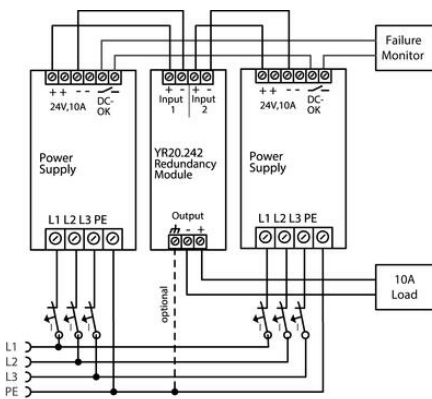 Failure
Monitor
+ + - -
24V,10A
DC-
OK
+ - + -
Input
1
Input
2
+ + - -
24V,10A
DC-
OK
Power
Supply
YR20.242
Redundancy
Module
Power
Supply
L1 L2 L3 PE
Output
- +
L1 L2 L3 PE
optional
10A
Load
I
I
I
I
I
I
L1
L2
L3
PE